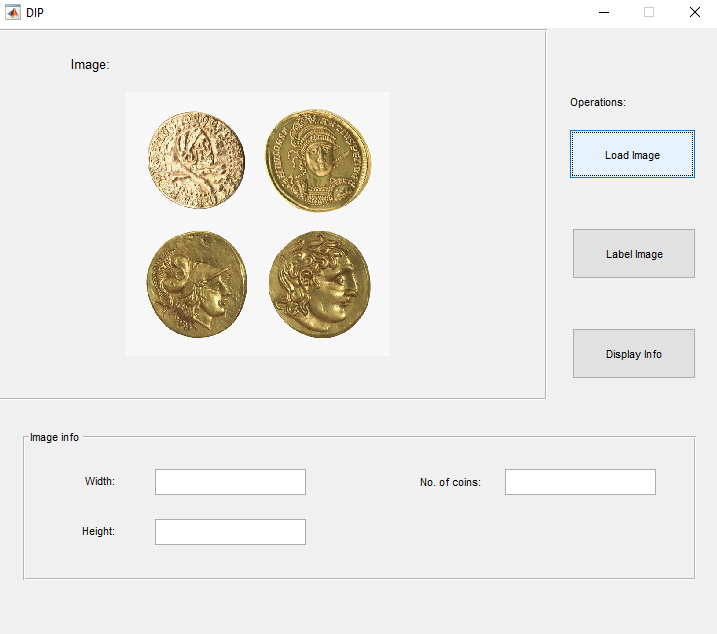 DIP
Image:
Operations:
Load Image
Label Image
Display Info
Image info
Width:
No. of coins:
Height: